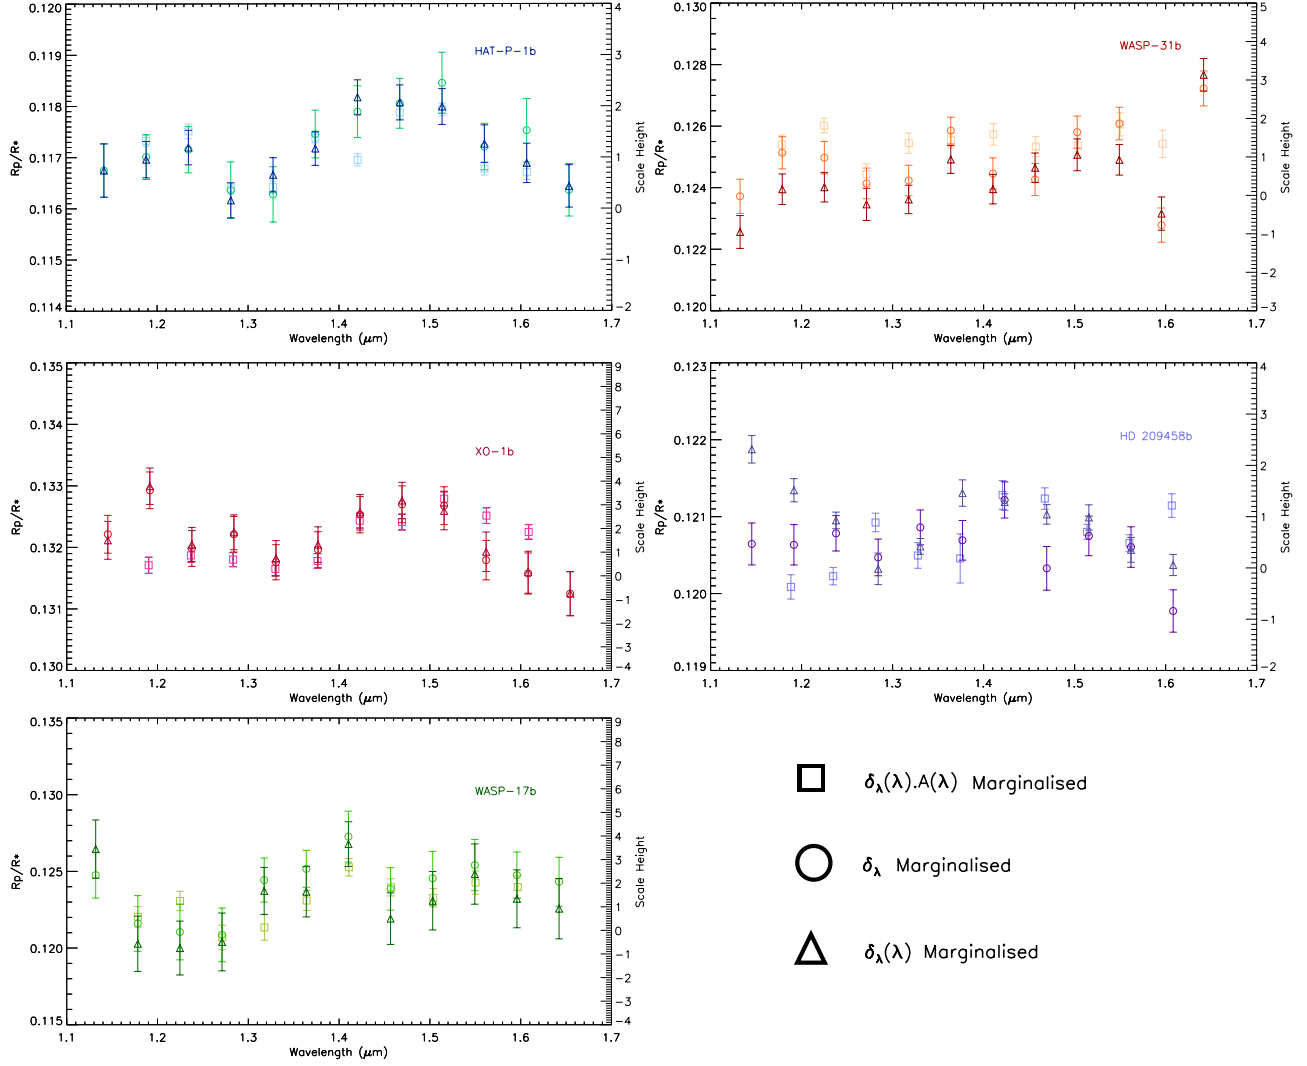 0.120
0.119
0.118
0.117
0.116
0.115
0.114
Rp/R*
HAT-P-1b
4
3
2
1
0
-1
-2
Scale Height
1.1 1.2 1.3 1.4 1.5 1.6 1.7
Wavelength (μm)
0.130
0.128
0.126
0.124
0.122
0.120
Rp/R*
WASP-31b
5
4
3
2
1
0
-1
-2
-3
Scale Height
1.1 1.2 1.3 1.4 1.5 1.6 1.7
Wavelength (μm)
0.135
0.134
0.133
0.132
0.131
0.130
Rp/R*
XO-1b
9
8
7
6
5
4
3
2
1
0
-1
-2
-3
-4
Scale Height
1.1 1.2 1.3 1.4 1.5 1.6 1.7
Wavelength (μm)
0.123
0.122
0.121
0.120
0.119
Rp/R*
HD 209458b
4
3
2
1
0
-1
-2
Scale Height
1.1 1.2 1.3 1.4 1.5 1.6 1.7
Wavelength (μm)
0.135
0.130
0.125
0.120
0.115
Rp/R*
WASP-17b
9
8
7
6
5
4
3
2
1
0
-1
-2
-3
-4
Scale Height
1.1 1.2 1.3 1.4 1.5 1.6 1.7
Wavelength (μm)
δλ(λ).A(λ) Marginalised
δλ Marginalised
δλ(λ) Marginalised